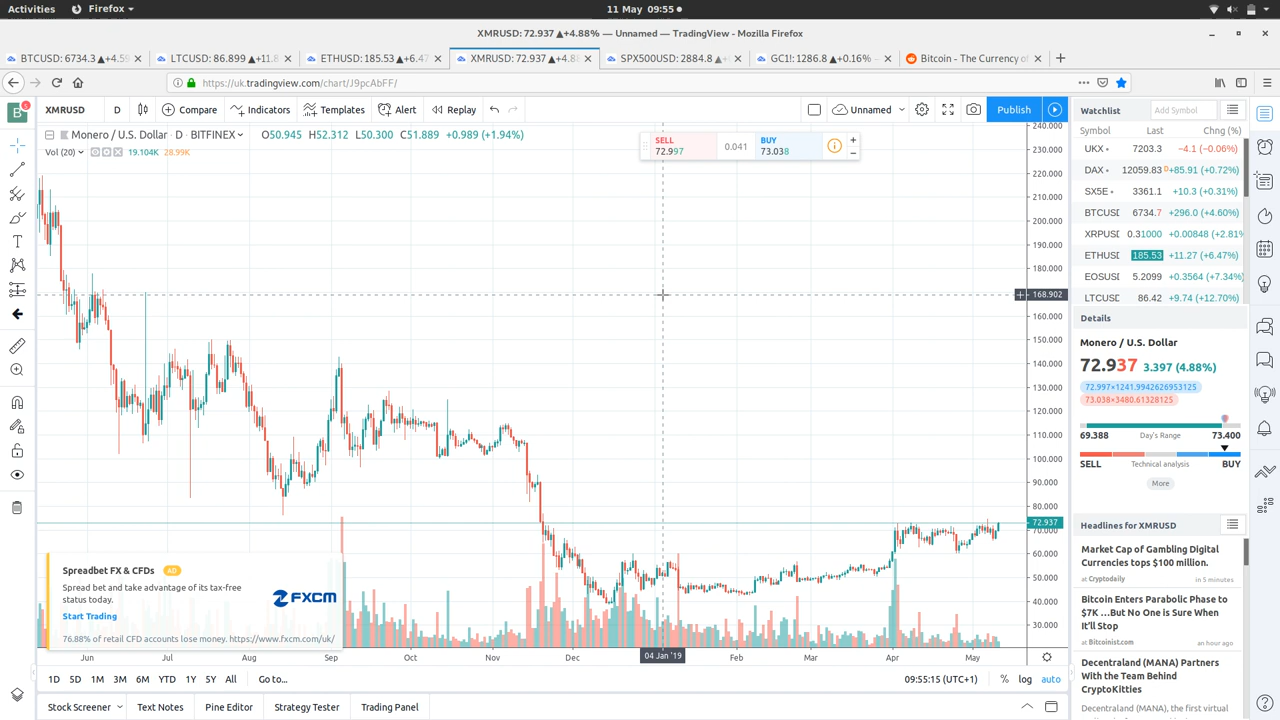 Activities Firefox 11 May 09:55
XMRUSD: 72.937 ▲+4.88% — Unnamed — TradingView - Mozilla Firefox
BTCUSD: 6734.3 ▲+4.59 LTCUSD: 86.899 ▲+11.8 ETHUSD: 185.53 ▲+6.47 XMRUSD: 72.937 ▲+4.8 SPX500USD: 2884.8 ▲+ GC1!: 1286.8 ▲+0.16% - Bitcoin - The Currency of
https://uk.tradingview.com/chart/J9pcAbFF/
B XMRUSD D Compare Indicators Templates Alert Replay Unnamed Publish
Monero / U.S. Dollar D BITFINEX O50.945 H52.312 L50.300 C51.889 +0.989 (+1.94%)
Vol (20) 19.104K 28.99K
SELL
72.997
0.041
BUY
73.038
+
−
240.000
230.000
220.000
210.000
200.000
190.000
180.000
168.902
160.000
150.000
140.000
130.000
120.000
110.000
100.000
90.000
80.000
72.937
70.000
60.000
50.000
40.000
30.000
Spreadbet FX & CFDs AD
Spread bet and take advantage of its tax-free
status today.
Start Trading
FXCM
76.88% of retail CFD accounts lose money. https://www.fxcm.com/uk/
Jun Jul Aug Sep Oct Nov Dec 04 Jan '19 Feb Mar Apr May
1D 5D 1M 3M 6M YTD 1Y 5Y All Go to... 09:55:15 (UTC+1) % log auto
Stock Screener Text Notes Pine Editor Strategy Tester Trading Panel
Watchlist Add Symbol
Symbol Last Chng (%)
UKX 7203.3 −4.1 (−0.06%)
DAX 12059.83 D +85.91 (+0.72%)
SX5E 3361.1 +10.3 (+0.31%)
BTCUSD 6734.7 +296.0 (+4.60%)
XRPUSD 0.31000 +0.00848 (+2.81%
ETHUSD 185.53 +11.27 (+6.47%)
EOSUSD 5.2099 +0.3564 (+7.34%)
LTCUSD 86.42 +9.74 (+12.70%)
Details
Monero / U.S. Dollar
72.937 3.397 (4.88%)
72.997×1241.9942626953125
73.038×3480.61328125
69.388 Day's Range 73.400
SELL Technical analysis BUY
More
Headlines for XMRUSD
Market Cap of Gambling Digital
Currencies tops $100 million.
at Cryptodaily in 5 minutes
Bitcoin Enters Parabolic Phase to
$7K ...But No One is Sure When
It'll Stop
at Bitcoinist.com an hour ago
Decentraland (MANA) Partners
With the Team Behind
CryptoKitties
Decentraland (MANA), the first virtual